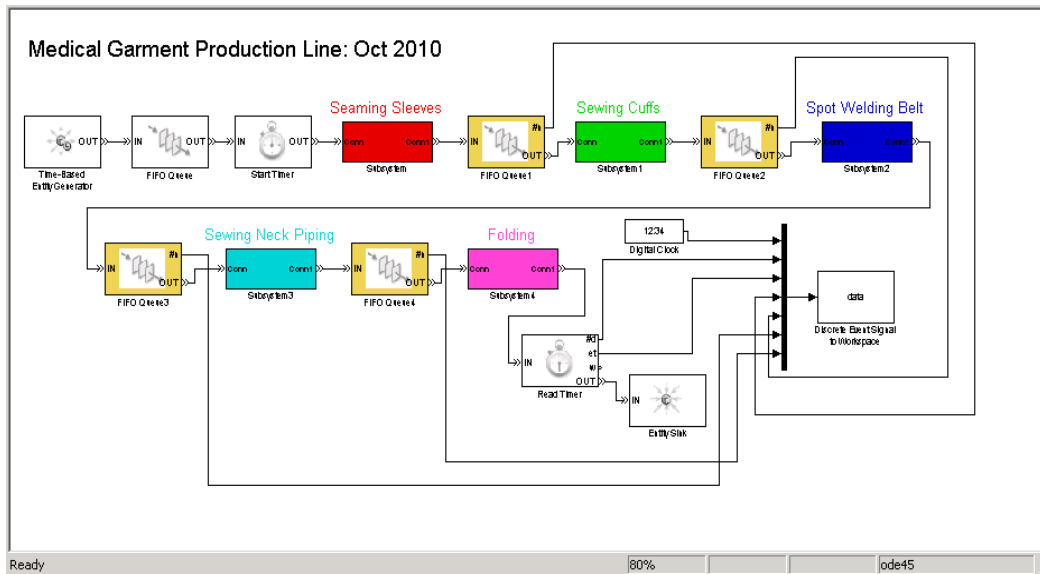 Medical Garment Production Line: Oct 2010
Seaming Sleeves
Sewing Cuffs
Spot Welding Belt
OUT
IN
OUT
IN
OUT
Conn
Conn1
IN
#n
OUT
Conn
Conn1
IN
#n
OUT
Conn
Conn1
Time-Based
Entity Generator
FIFO Queue
Start Timer
Subsystem
FIFO Queue1
Subsystem1
FIFO Queue2
Subsystem2
Sewing Neck Piping
Folding
12:34
Digital Clock
IN
#n
OUT
Conn
Conn1
IN
#n
OUT
Conn
Conn1
FIFO Queue3
Subsystem3
FIFO Queue4
Subsystem4
data
Discrete Event Signal
to Workspace
IN
#d
et
w
OUT
Read Timer
IN
Entity Sink
Ready
80%
ode45